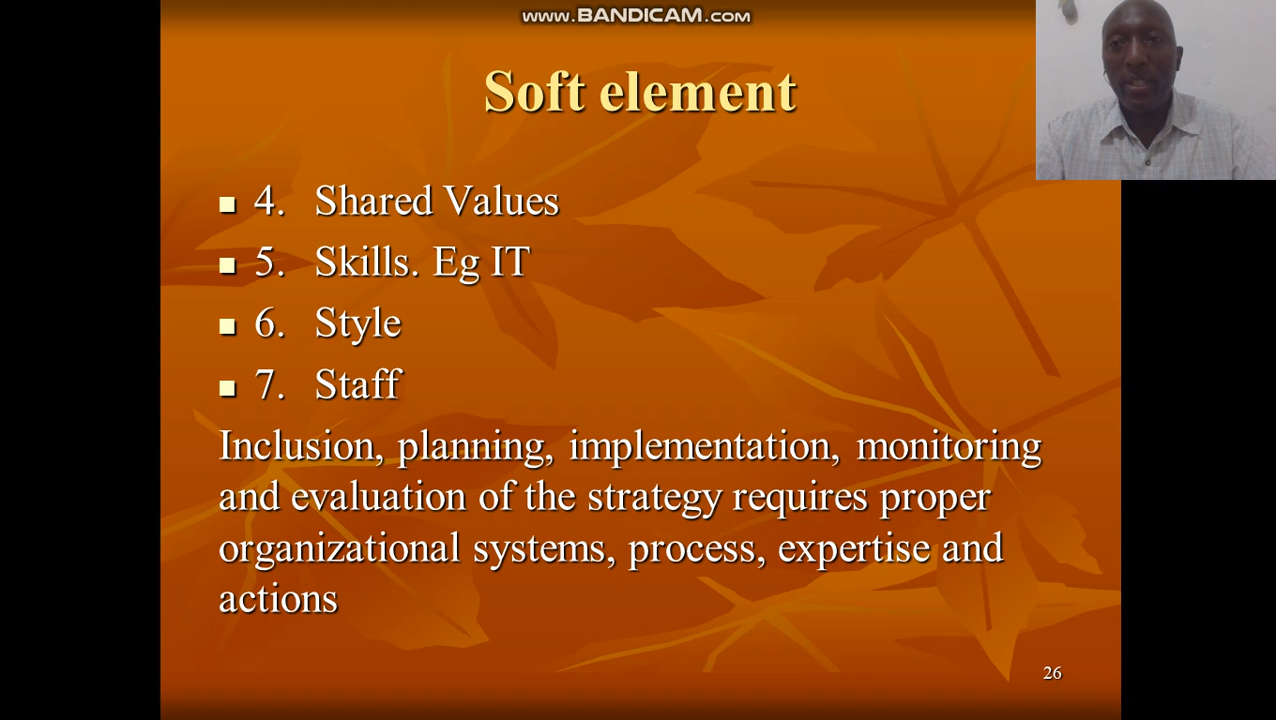 www.BANDICAM.com
Soft element
4. Shared Values
5. Skills. Eg IT
6. Style
7. Staff
Inclusion, planning, implementation, monitoring
and evaluation of the strategy requires proper
organizational systems, process, expertise and
actions
26